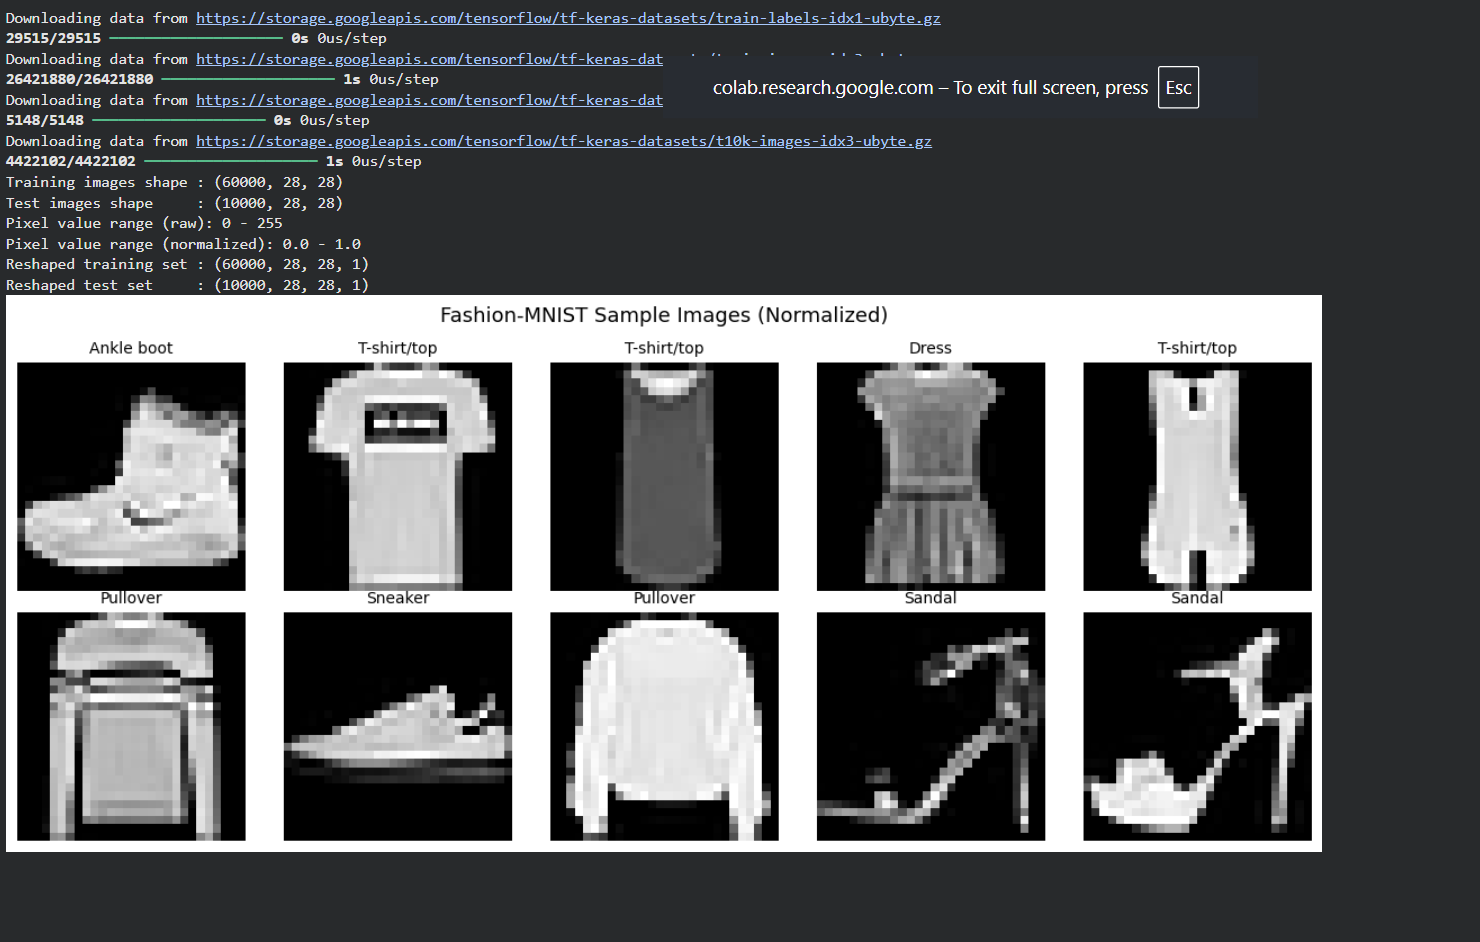 Downloading data from https://storage.googleapis.com/tensorflow/tf-keras-datasets/train-labels-idx1-ubyte.gz
29515/29515 ━━━━━━━━━━━━━━━━━━━━ 0s 0us/step
Downloading data from https://storage.googleapis.com/tensorflow/tf-keras-dat
26421880/26421880 ━━━━━━━━━━━━━━━━━━━━ 1s 0us/step
colab.research.google.com – To exit full screen, press Esc
Downloading data from https://storage.googleapis.com/tensorflow/tf-keras-dat
5148/5148 ━━━━━━━━━━━━━━━━━━━━ 0s 0us/step
Downloading data from https://storage.googleapis.com/tensorflow/tf-keras-datasets/t10k-images-idx3-ubyte.gz
4422102/4422102 ━━━━━━━━━━━━━━━━━━━━ 1s 0us/step
Training images shape : (60000, 28, 28)
Test images shape     : (10000, 28, 28)
Pixel value range (raw): 0 - 255
Pixel value range (normalized): 0.0 - 1.0
Reshaped training set : (60000, 28, 28, 1)
Reshaped test set     : (10000, 28, 28, 1)
Fashion-MNIST Sample Images (Normalized)
Ankle boot T-shirt/top T-shirt/top Dress T-shirt/top
Pullover Sneaker Pullover Sandal Sandal